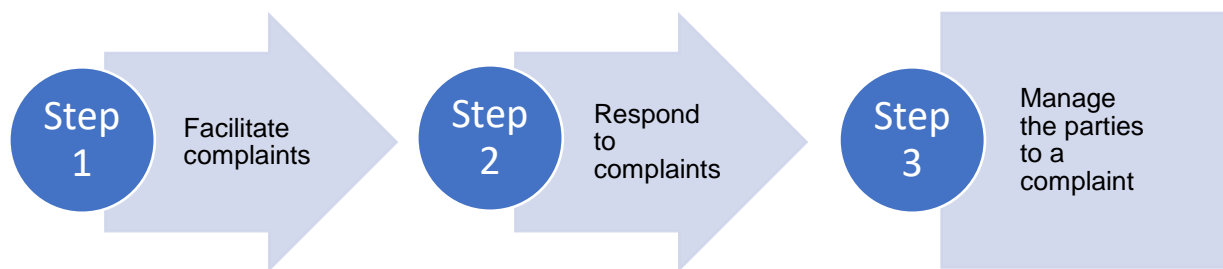 Step
1
Facilitate
complaints
Step
2
Respond
to
complaints
Step
3
Manage
the parties
to a
complaint